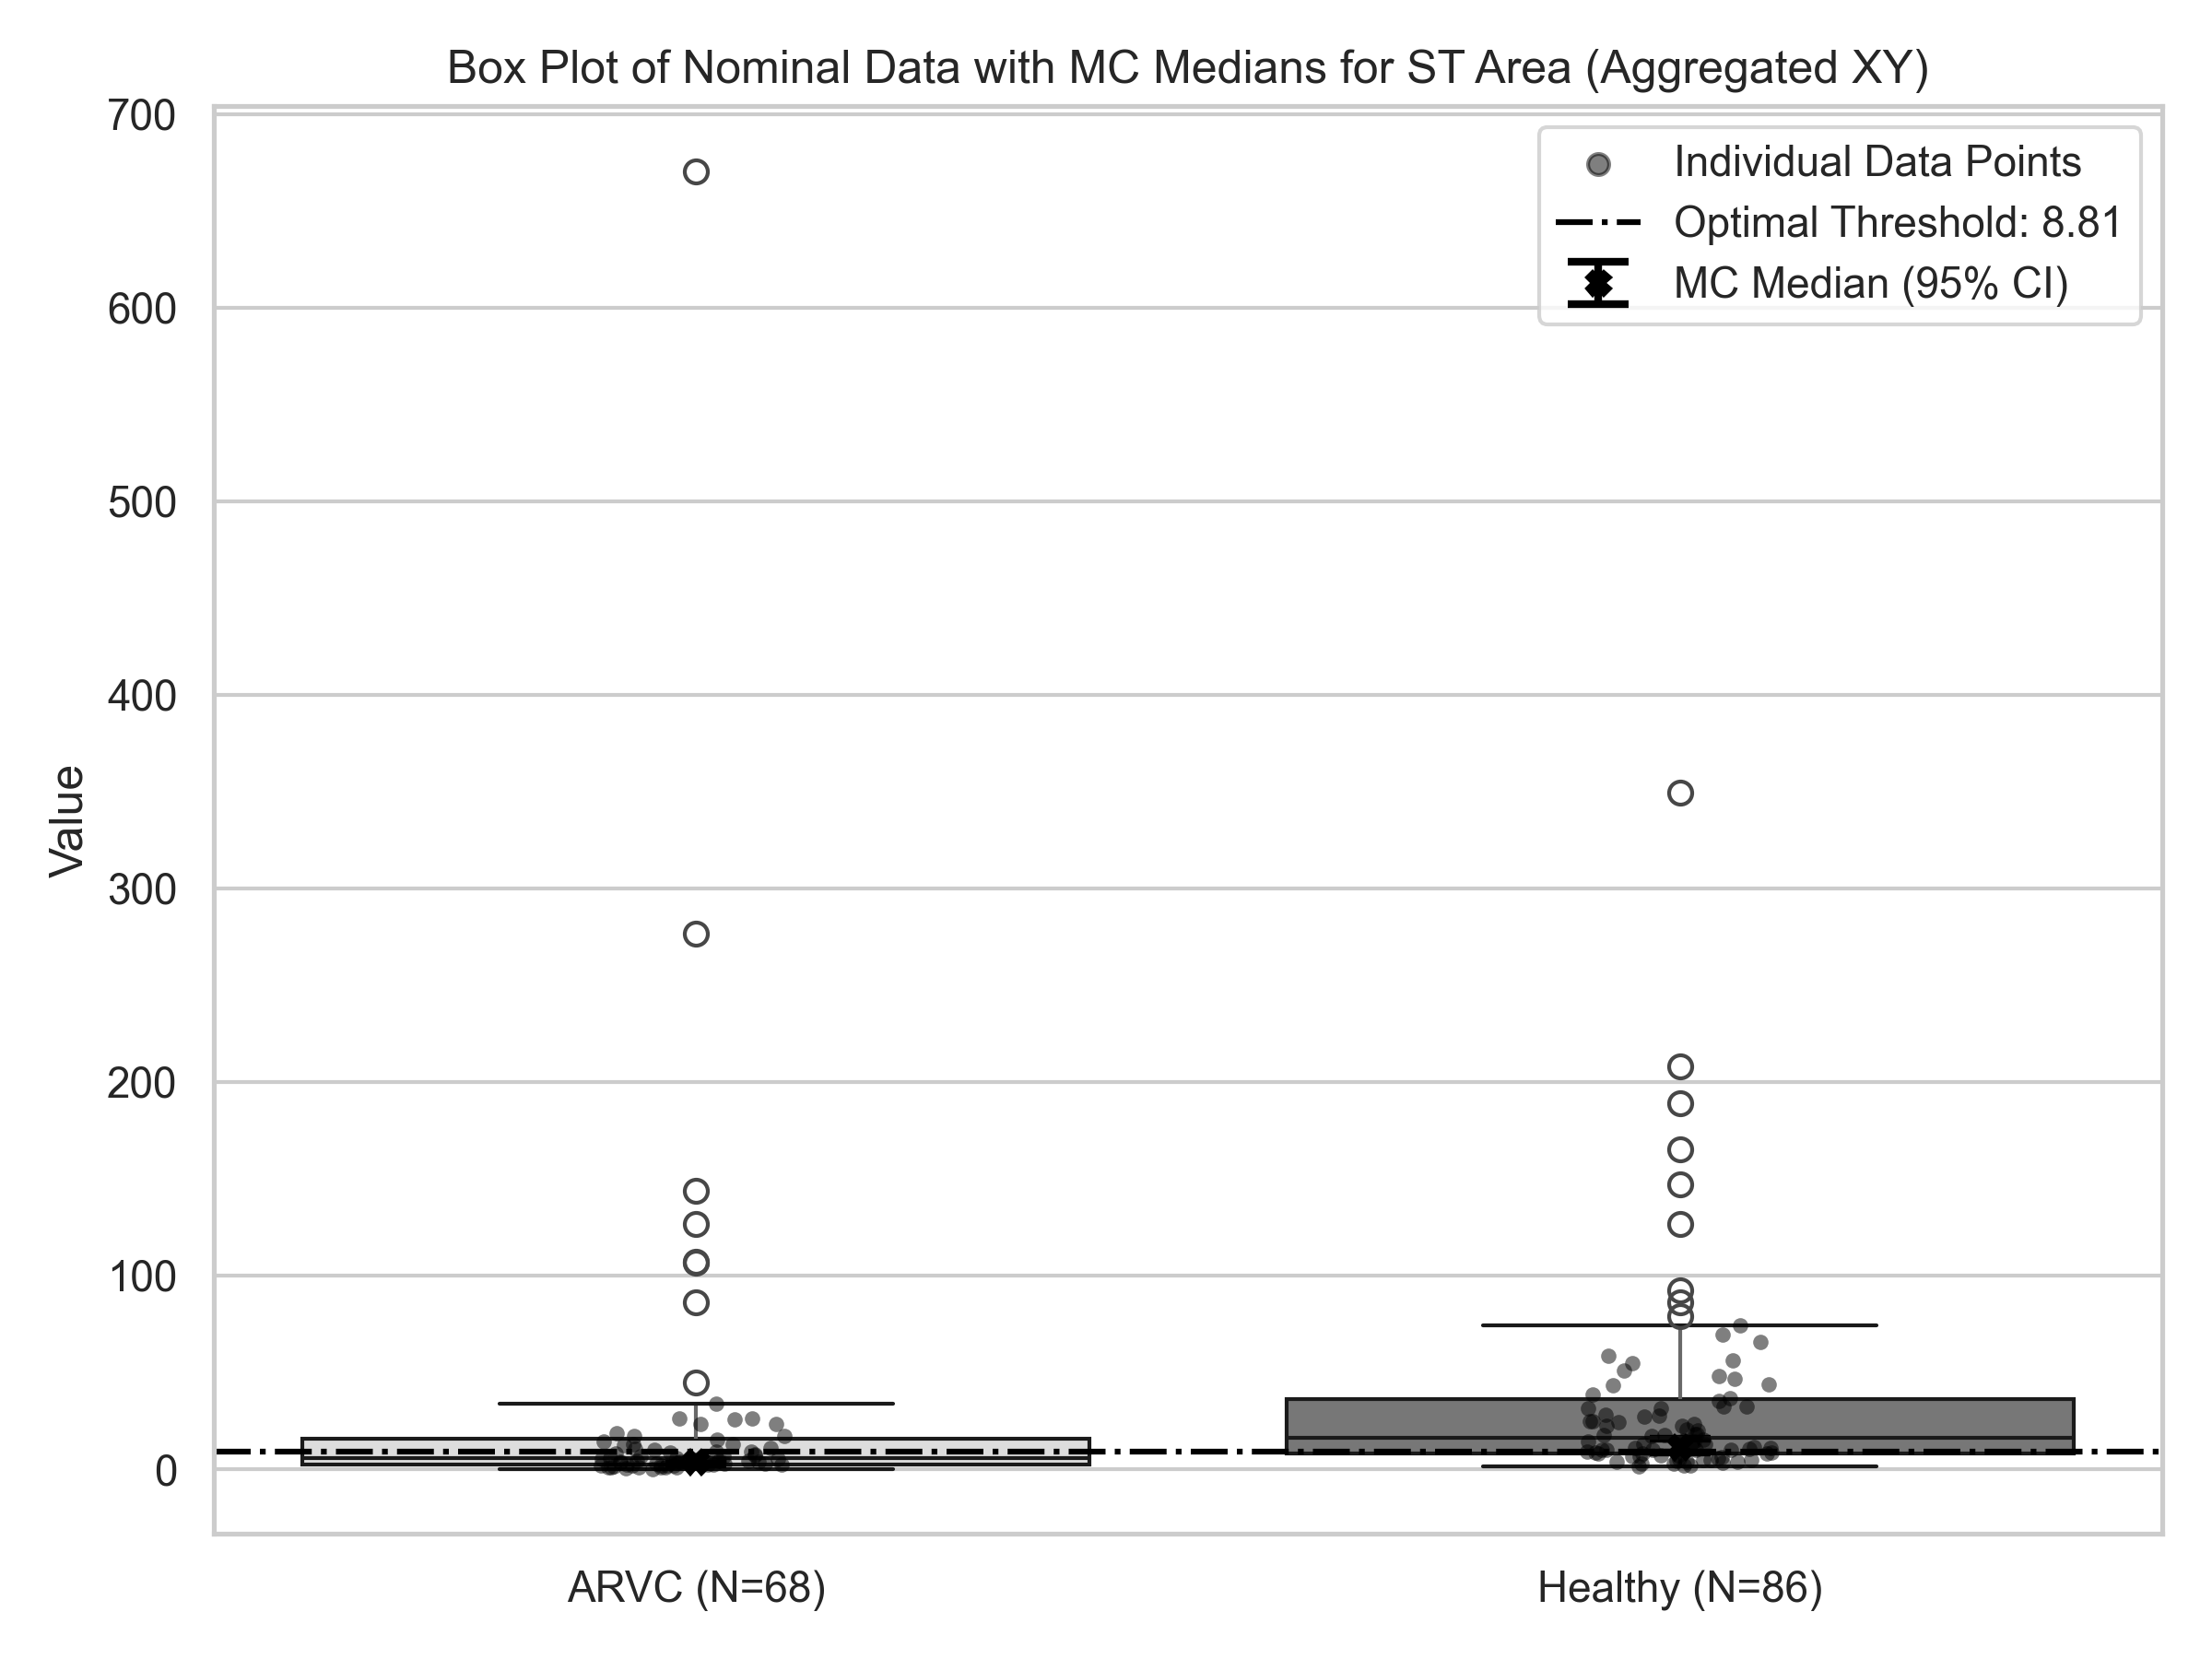 Box Plot of Nominal Data with MC Medians for ST Area (Aggregated XY)
700
600
500
400
300
200
100
0
Value
Individual Data Points
Optimal Threshold: 8.81
MC Median (95% CI)
ARVC (N=68)
Healthy (N=86)